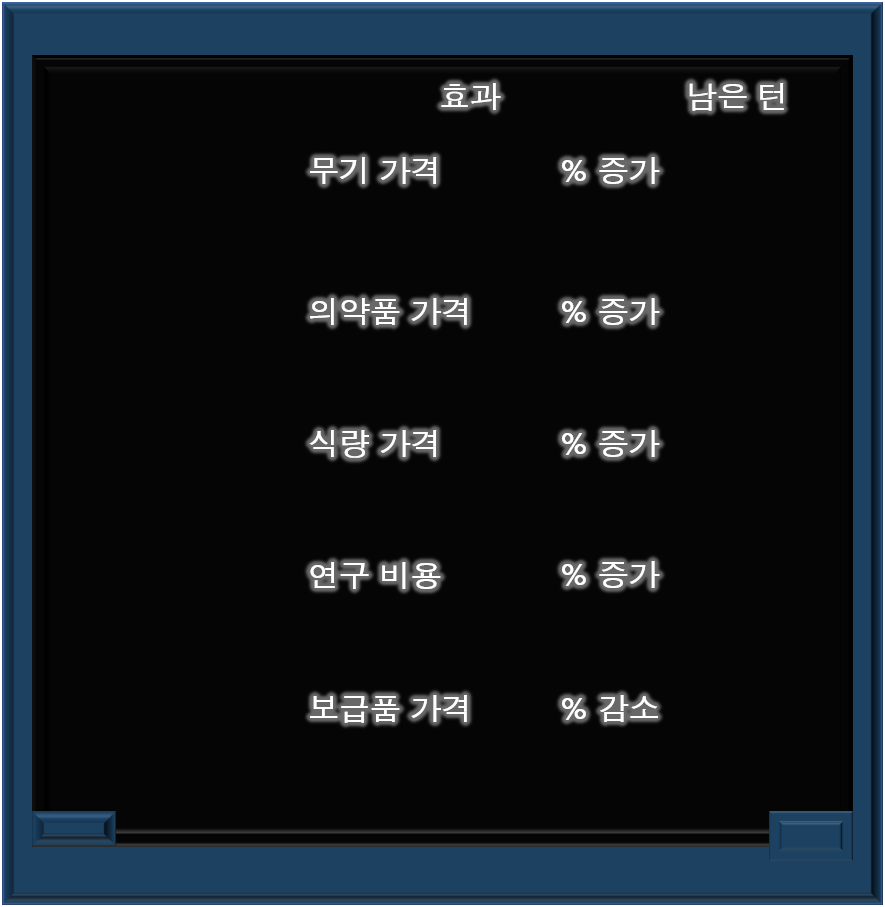 효과 남은 턴
무기 가격 % 증가
의약품 가격 % 증가
식량 가격 % 증가
연구 비용 % 증가
보급품 가격 % 감소